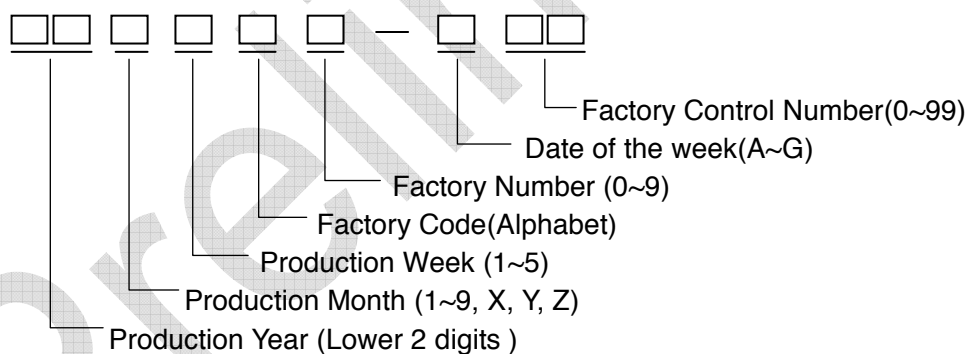 □□ □ □ □ □ — □ □□
Factory Control Number(0~99)
Date of the week(A~G)
Factory Number (0~9)
Factory Code(Alphabet)
Production Week (1~5)
Production Month (1~9, X, Y, Z)
Production Year (Lower 2 digits )